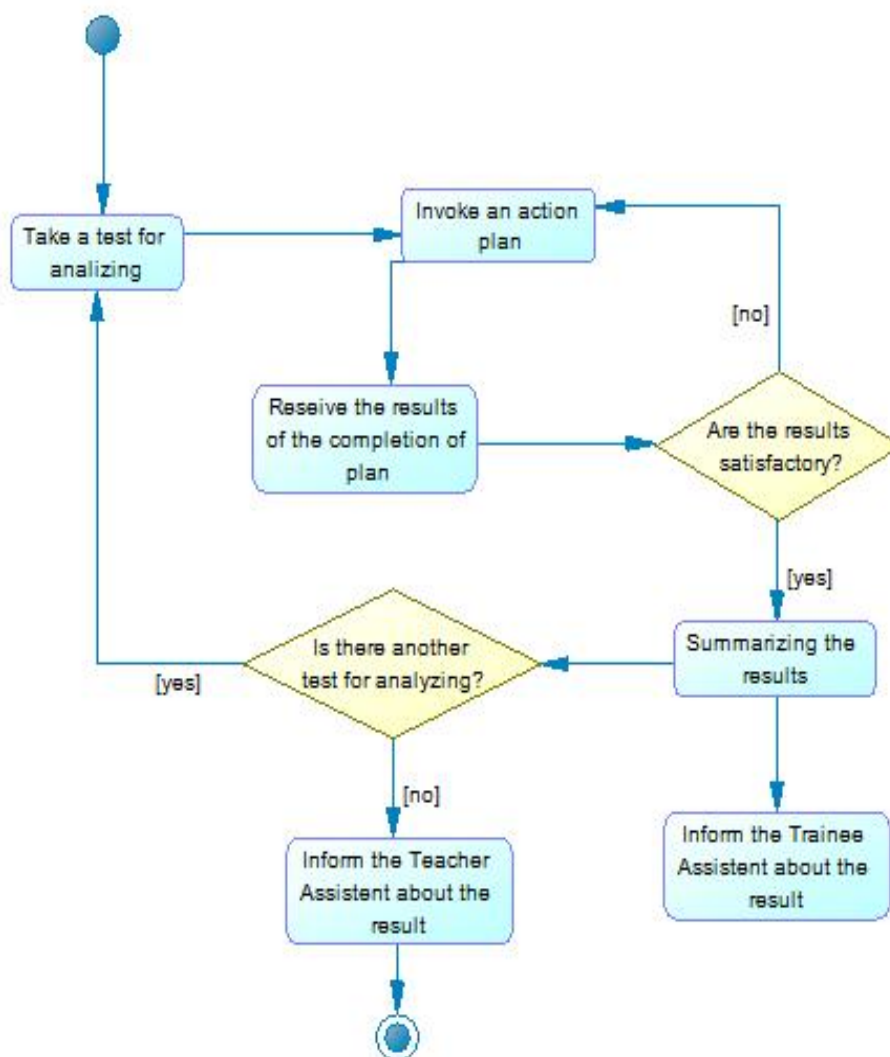 Take a test for
analizing
Invoke an action
plan
[no]
Reseive the results
of the completion of
plan
Are the results
satisfactory?
[yes]
Summarizing the
results
Is there another
test for analyzing?
[yes]
[no]
Inform the Teacher
Assistent about the
result
Inform the Trainee
Assistent about the
result